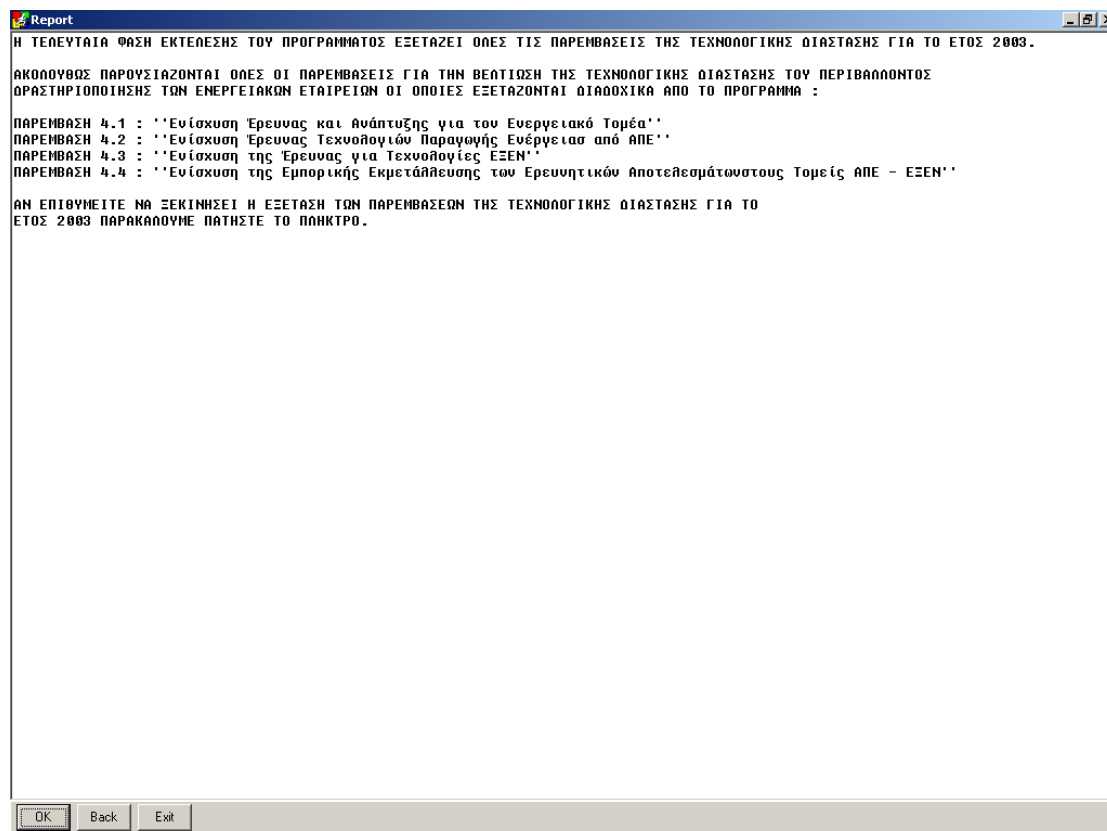 Report
Η ΤΕΛΕΥΤΑΙΑ ΦΑΣΗ ΕΚΤΕΛΕΣΗΣ ΤΟΥ ΠΡΟΓΡΑΜΜΑΤΟΣ ΕΞΕΤΑΖΕΙ ΟΛΕΣ ΤΙΣ ΠΑΡΕΜΒΑΣΕΙΣ ΤΗΣ ΤΕΧΝΟΛΟΓΙΚΗΣ ΔΙΑΣΤΑΣΗΣ ΓΙΑ ΤΟ ΕΤΟΣ 2003.
ΑΚΟΛΟΥΘΩΣ ΠΑΡΟΥΣΙΑΖΟΝΤΑΙ ΟΛΕΣ ΟΙ ΠΑΡΕΜΒΑΣΕΙΣ ΓΙΑ ΤΗΝ ΒΕΛΤΙΩΣΗ ΤΗΣ ΤΕΧΝΟΛΟΓΙΚΗΣ ΔΙΑΣΤΑΣΗΣ ΤΟΥ ΠΕΡΙΒΑΛΛΟΝΤΟΣ
ΔΡΑΣΤΗΡΙΟΠΟΙΗΣΗΣ ΤΩΝ ΕΝΕΡΓΕΙΑΚΩΝ ΕΤΑΙΡΕΙΩΝ ΟΙ ΟΠΟΙΕΣ ΕΞΕΤΑΖΟΝΤΑΙ ΔΙΑΔΟΧΙΚΑ ΑΠΟ ΤΟ ΠΡΟΓΡΑΜΜΑ :
ΠΑΡΕΜΒΑΣΗ 4.1 : ''Ενίσχυση Έρευνας και Ανάπτυξης για τον Ενεργειακό Τομέα''
ΠΑΡΕΜΒΑΣΗ 4.2 : ''Ενίσχυση Έρευνας Τεχνολογιών Παραγωγής Ενέργειασ από ΑΠΕ''
ΠΑΡΕΜΒΑΣΗ 4.3 : ''Ενίσχυση της Έρευνας για Τεχνολογίες ΕΞΕΝ''
ΠΑΡΕΜΒΑΣΗ 4.4 : ''Ενίσχυση της Εμπορικής Εκμετάλλευσης των Ερευνητικών Αποτελεσμάτωνστους Τομείς ΑΠΕ - ΕΞΕΝ''
ΑΝ ΕΠΙΘΥΜΕΙΤΕ ΝΑ ΞΕΚΙΝΗΣΕΙ Η ΕΞΕΤΑΣΗ ΤΩΝ ΠΑΡΕΜΒΑΣΕΩΝ ΤΗΣ ΤΕΧΝΟΛΟΓΙΚΗΣ ΔΙΑΣΤΑΣΗΣ ΓΙΑ ΤΟ
ΕΤΟΣ 2003 ΠΑΡΑΚΑΛΟΥΜΕ ΠΑΤΗΣΤΕ ΤΟ ΠΛΗΚΤΡΟ.
OK Back Exit